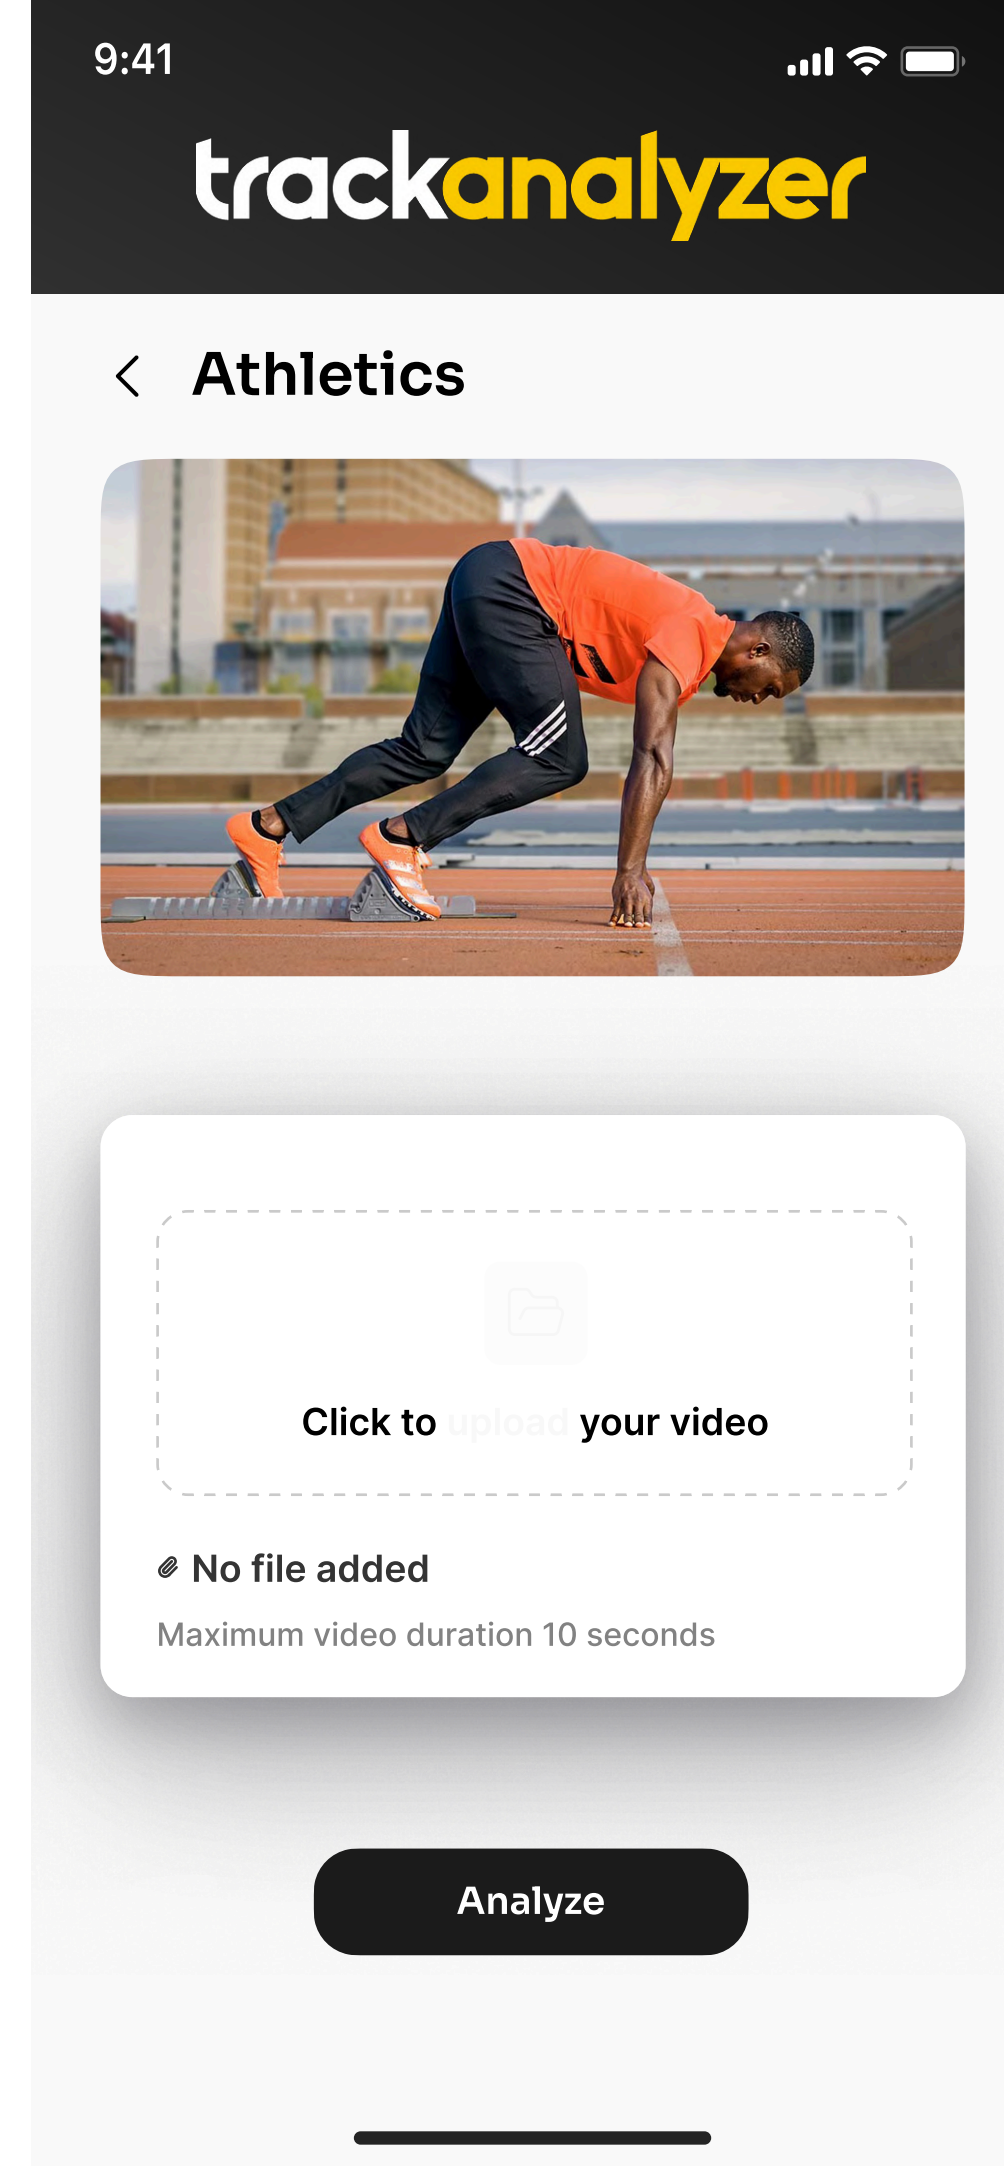 9:41
trackanalyzer
Athletics
Click to upload your video
No file added
Maximum video duration 10 seconds
Analyze